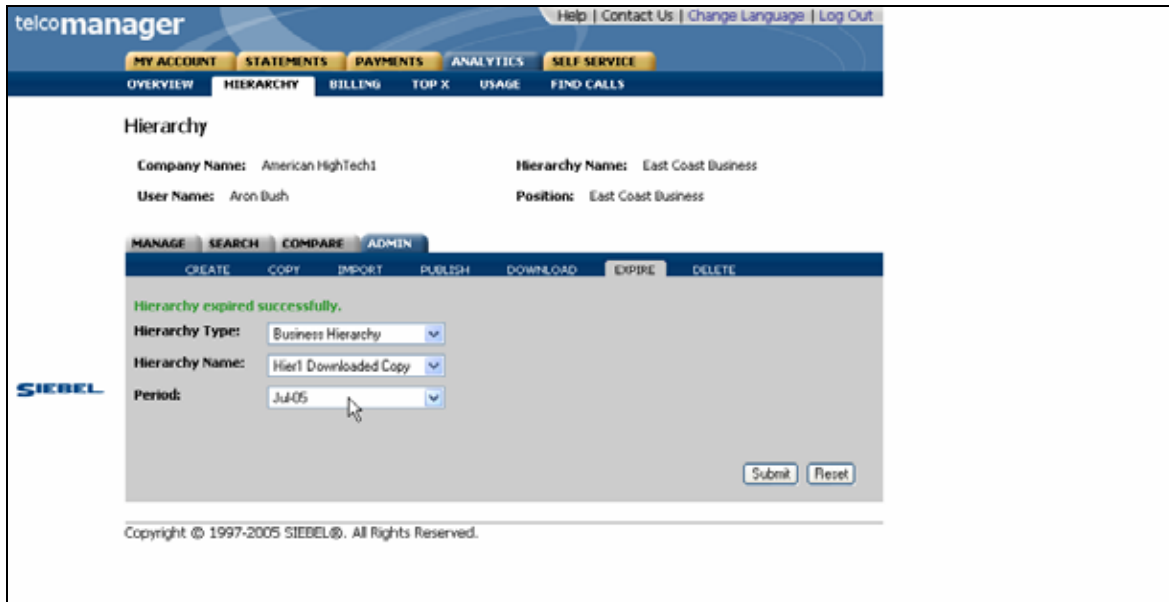 telcomanager
Help | Contact Us | Change Language | Log Out
MY ACCOUNT STATEMENTS PAYMENTS ANALYTICS SELF SERVICE
OVERVIEW HIERARCHY BILLING TOP X USAGE FIND CALLS
Hierarchy
Company Name: American HighTech1 Hierarchy Name: East Coast Business
User Name: Aron Bush Position: East Coast Business
MANAGE SEARCH COMPARE ADMIN
CREATE COPY IMPORT PUBLISH DOWNLOAD EXPIRE DELETE
Hierarchy expired successfully.
Hierarchy Type: Business Hierarchy
Hierarchy Name: Hier1 Downloaded Copy
SIEBEL
Period: Jul-05
Submit Reset
Copyright © 1997-2005 SIEBEL®. All Rights Reserved.